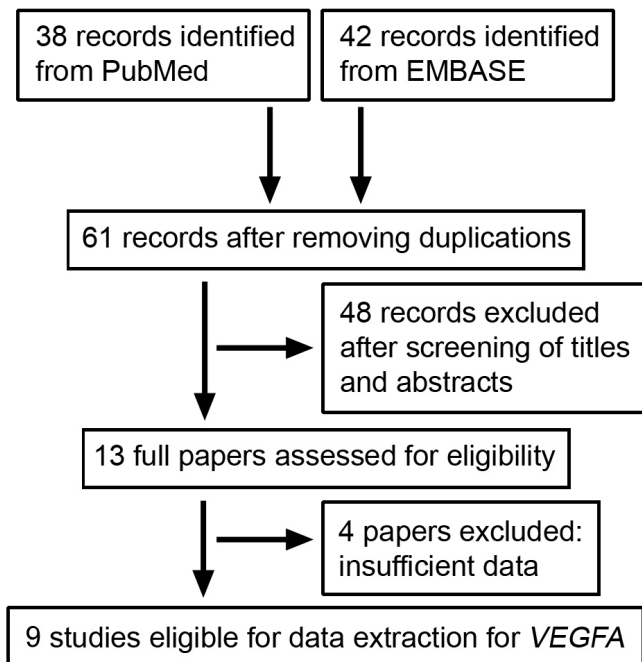 38 records identified
from PubMed
42 records identified
from EMBASE
61 records after removing duplications
48 records excluded
after screening of titles
and abstracts
13 full papers assessed for eligibility
4 papers excluded:
insufficient data
9 studies eligible for data extraction for VEGFA